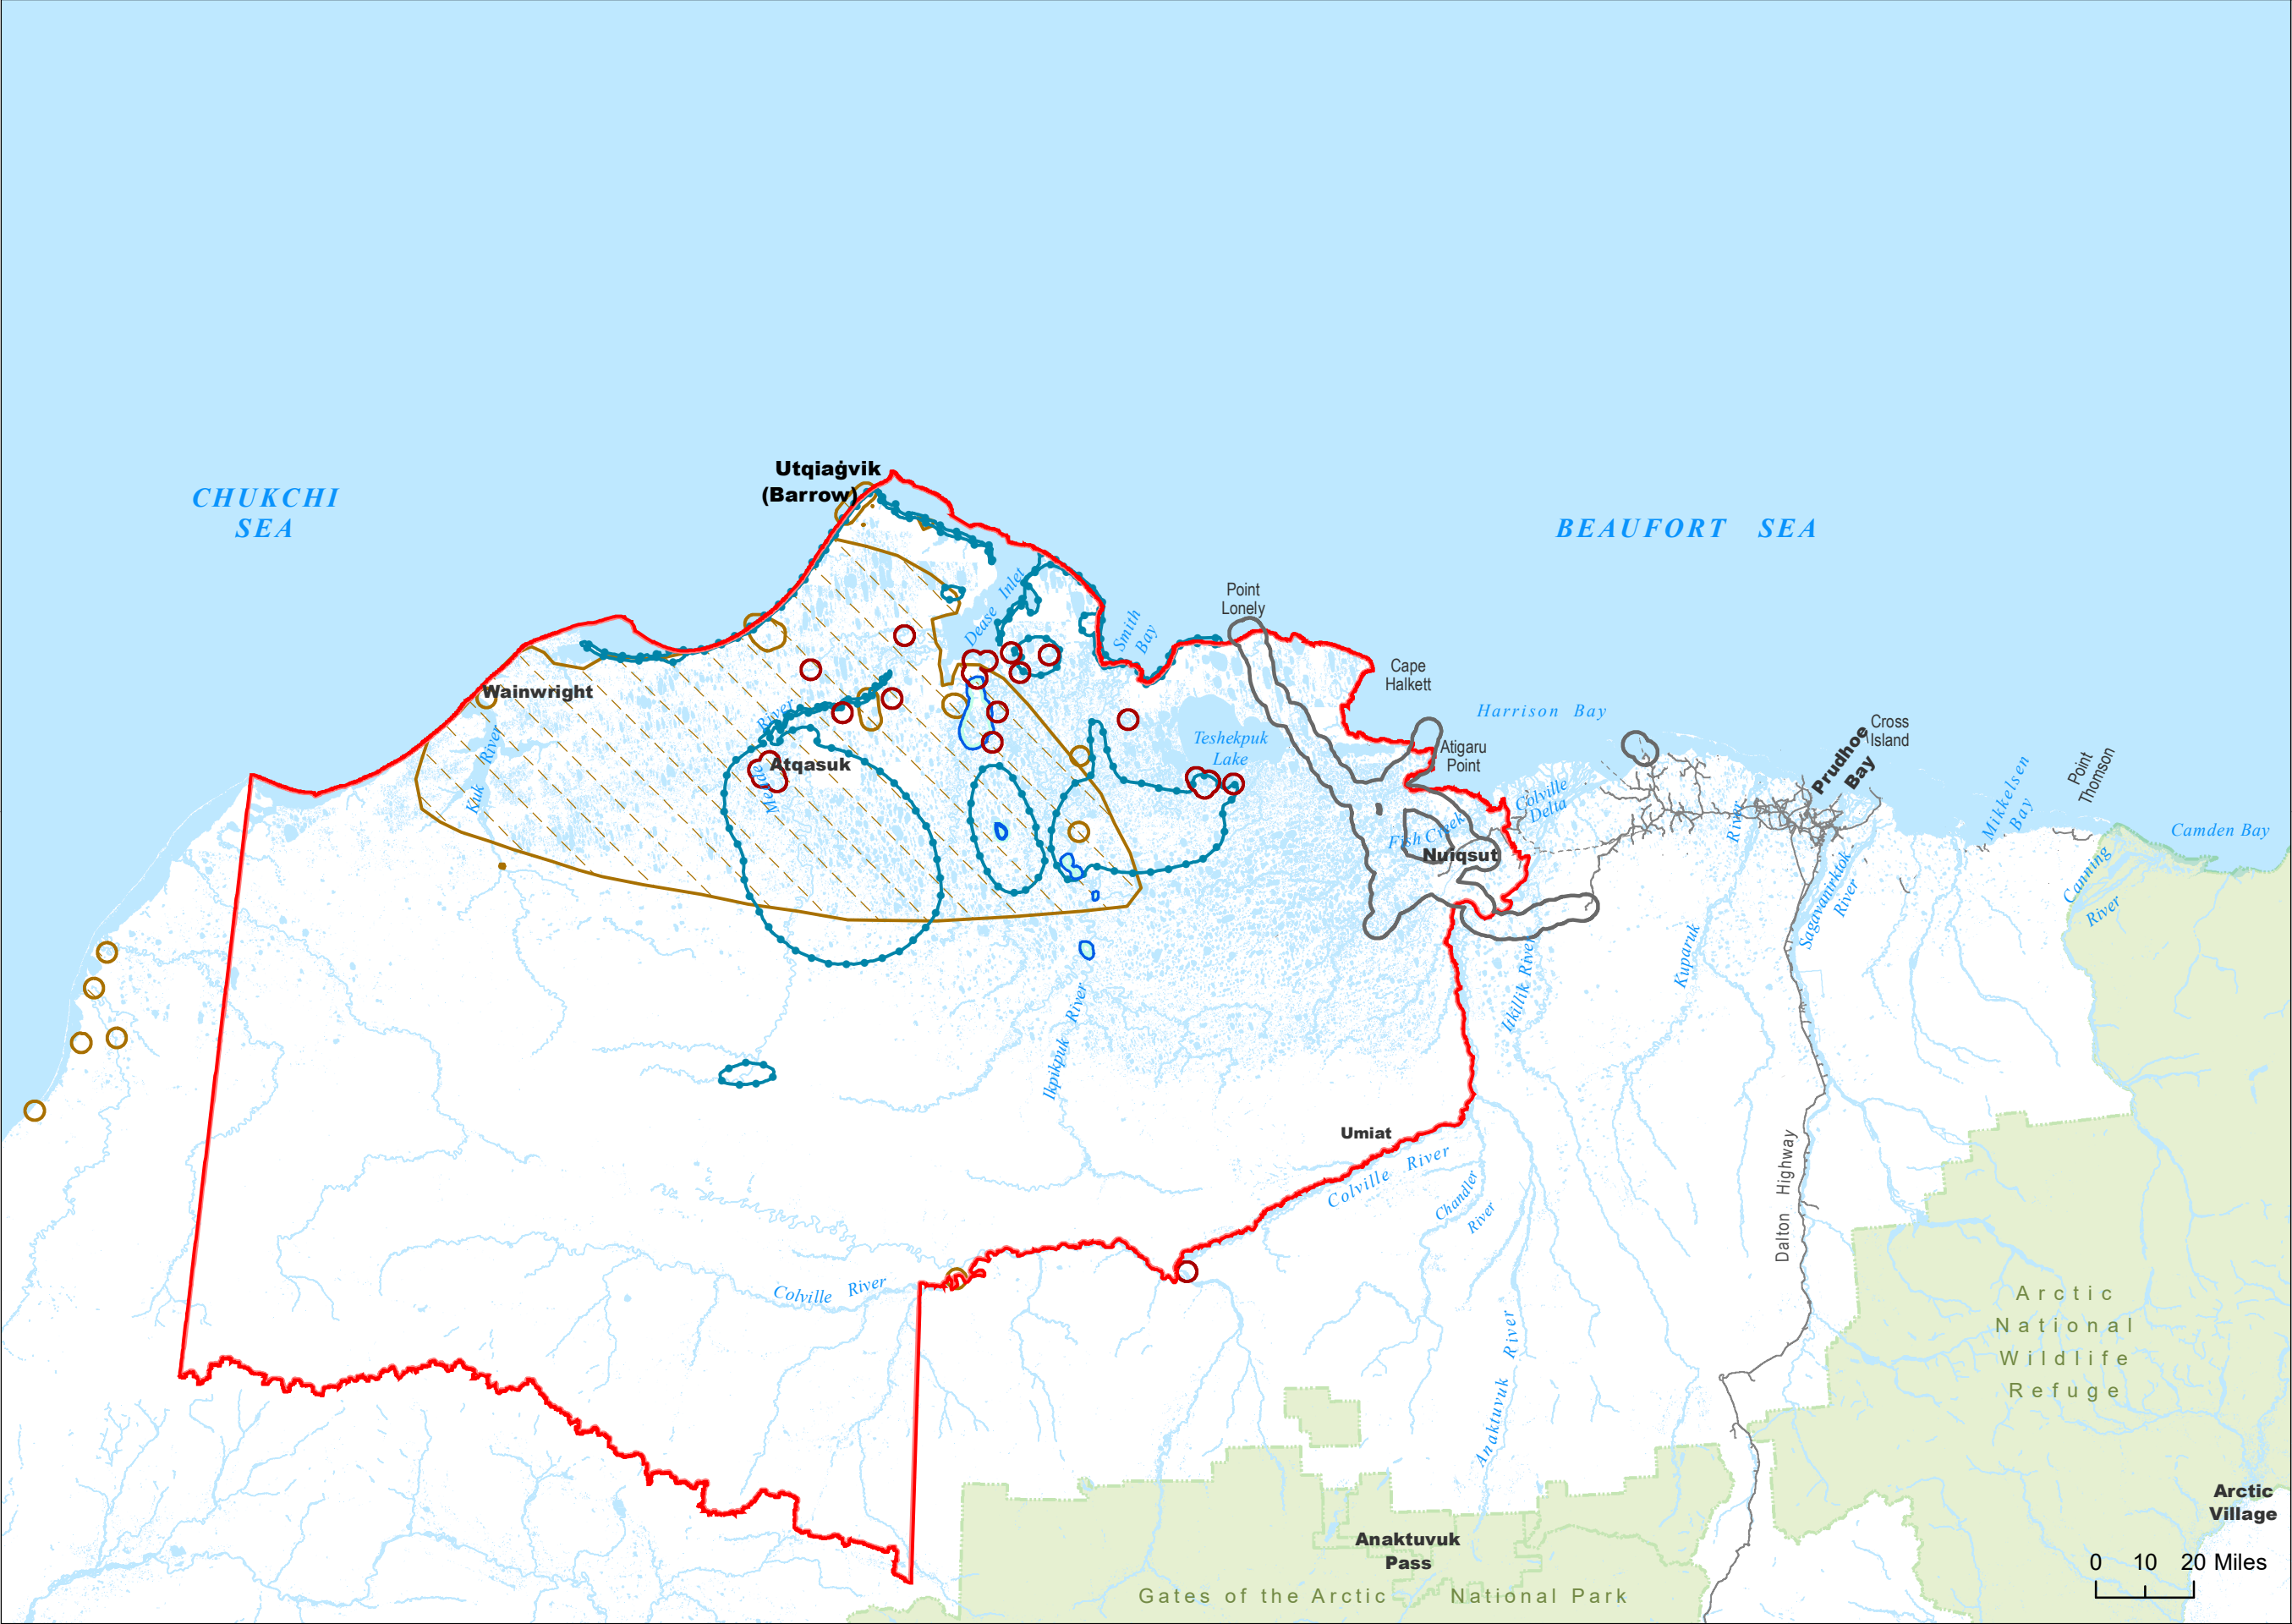 Utqiaġvik
(Barrow)
CHUKCHI
SEA
BEAUFORT SEA
Dease Inlet
Smith
Bay
Point
Lonely
Cape
Halkett
Harrison Bay
Wainwright
Kuk River
River
Meade
Atqasuk
Teshekpuk
Lake
Atigaru
Point
Cross
Island
Prudhoe
Bay
Mikkelsen
Bay
Point
Thomson
Camden Bay
Colville
Delta
Fish Creek
Nuiqsut
River
Kuparuk
Sagavanirktok
River
Canning
River
Itkillik River
Ikpikpuk River
Umiat
Colville River
Chandler
River
Dalton Highway
Colville River
Anaktuvuk River
Arctic
National
Wildlife
Refuge
Arctic
Village
Anaktuvuk
Pass
Gates of the Arctic National Park
0 10 20 Miles